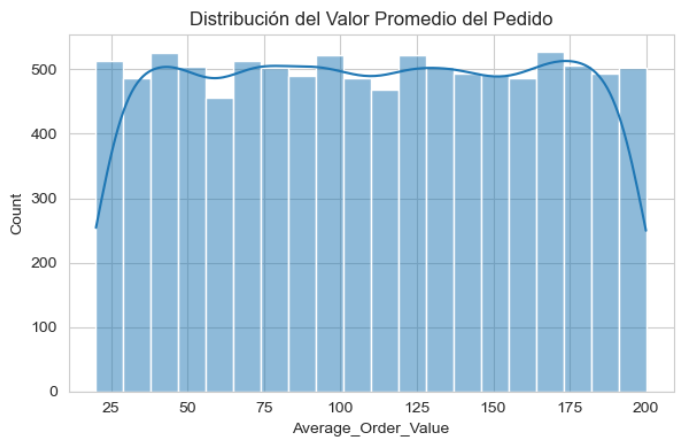 Distribución del Valor Promedio del Pedido
500
400
300
200
100
0
Count
25 50 75 100 125 150 175 200
Average_Order_Value